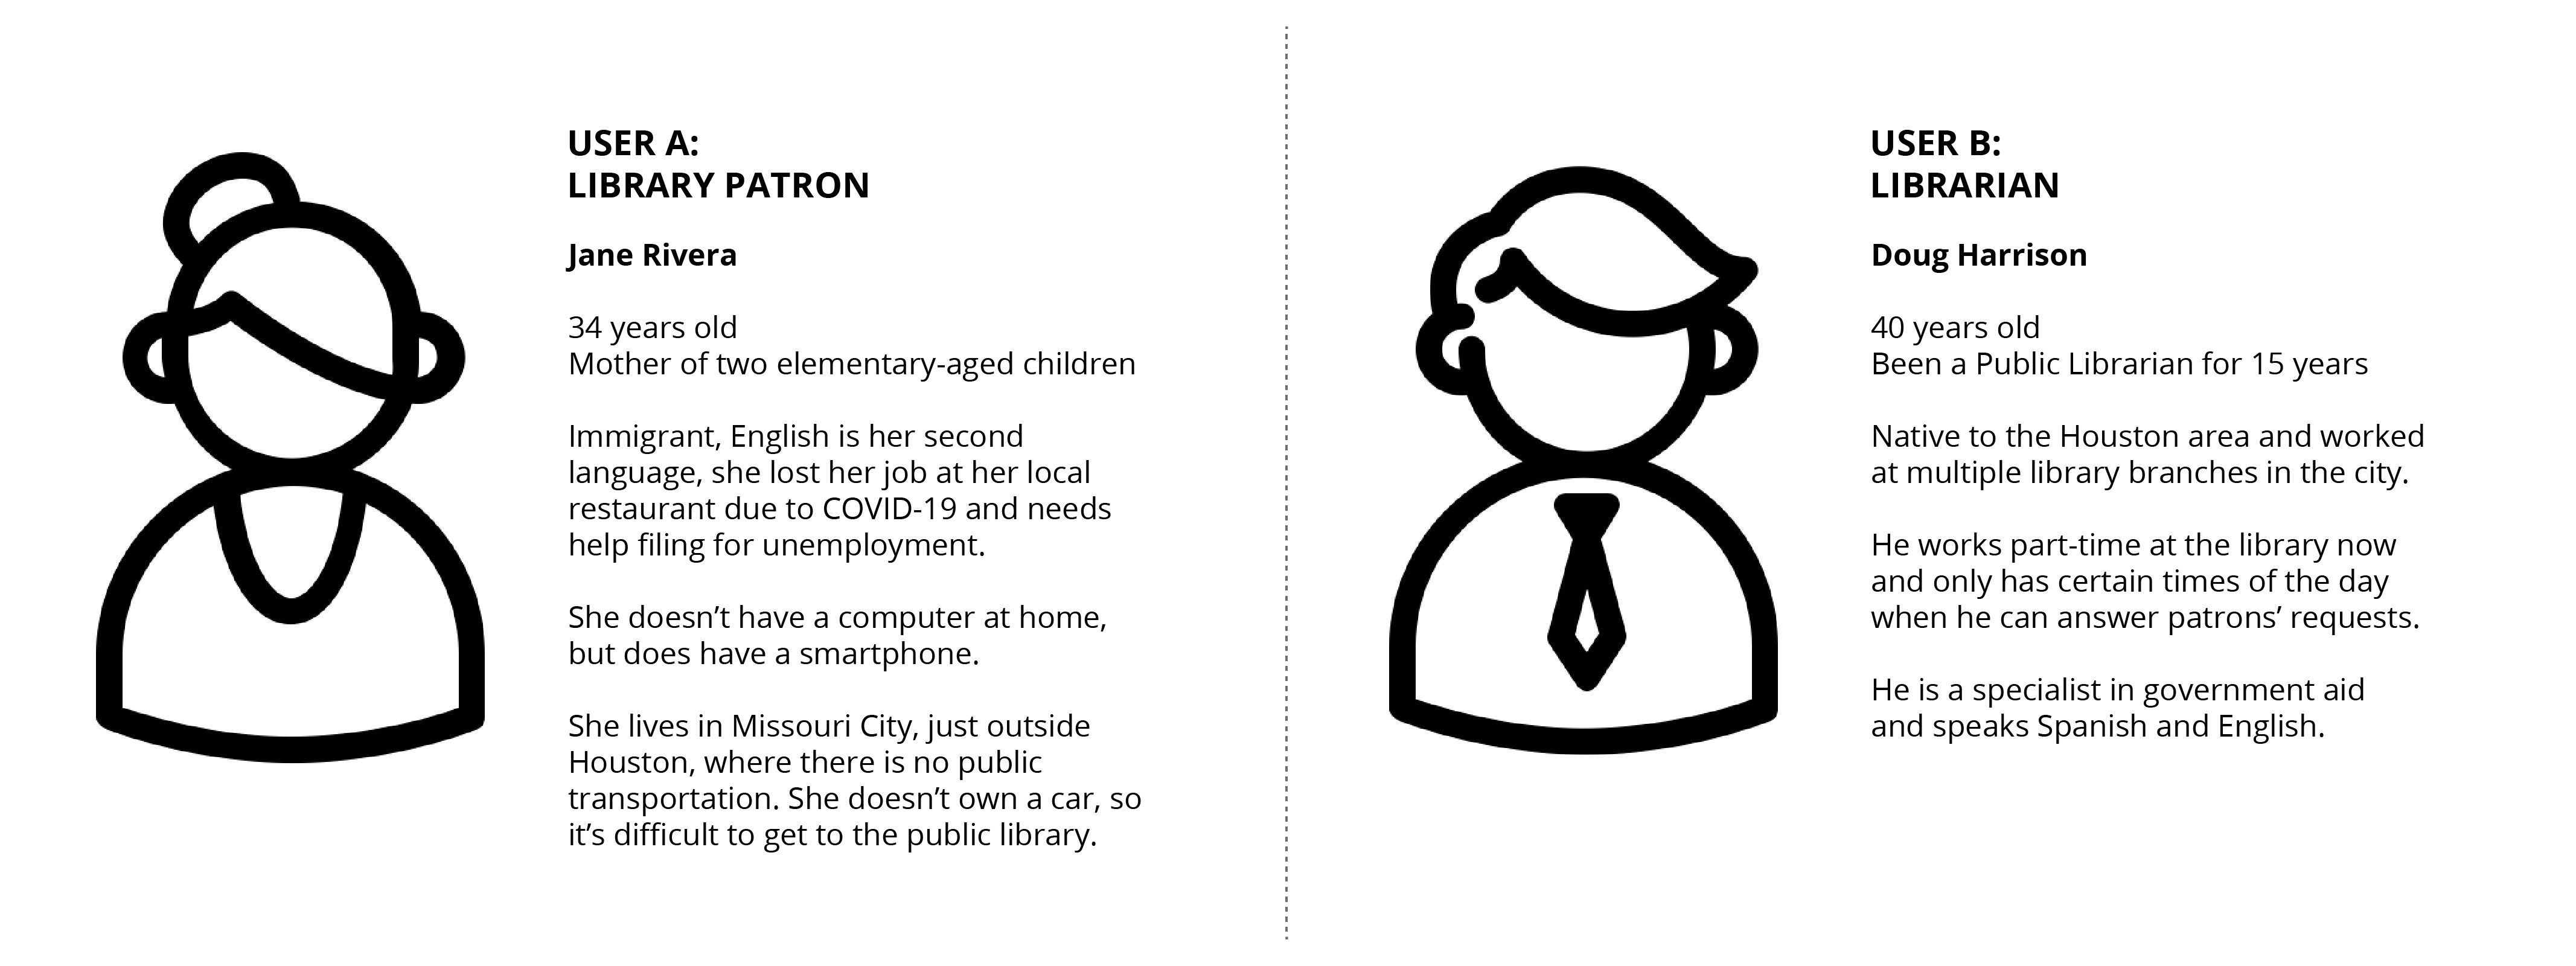 USER A:
LIBRARY PATRON
Jane Rivera
34 years old
Mother of two elementary-aged children
Immigrant, English is her second
language, she lost her job at her local
restaurant due to COVID-19 and needs
help filing for unemployment.
She doesn’t have a computer at home,
but does have a smartphone.
She lives in Missouri City, just outside
Houston, where there is no public
transportation. She doesn’t own a car, so
it’s difficult to get to the public library.
USER B:
LIBRARIAN
Doug Harrison
40 years old
Been a Public Librarian for 15 years
Native to the Houston area and worked
at multiple library branches in the city.
He works part-time at the library now
and only has certain times of the day
when he can answer patrons’ requests.
He is a specialist in government aid
and speaks Spanish and English.